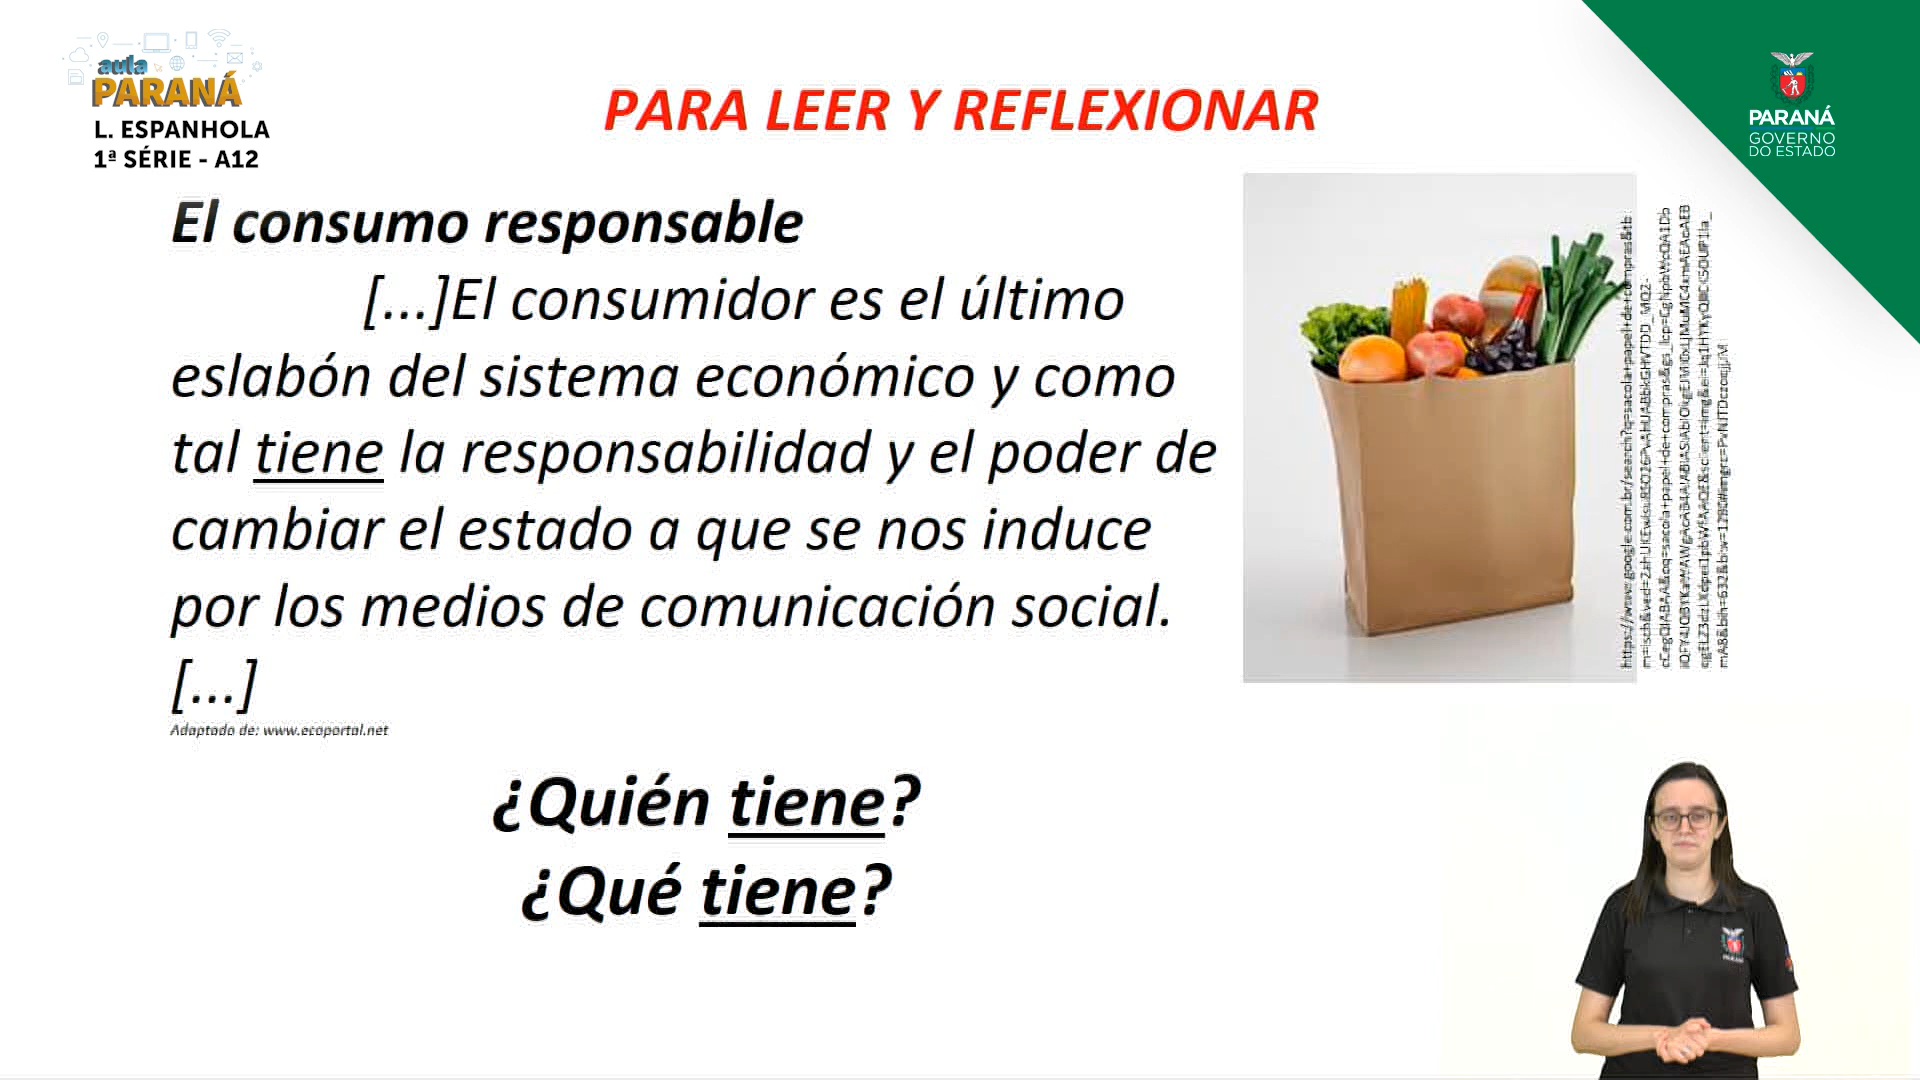 aula
PARANÁ
L. ESPANHOLA
1ª SÉRIE - A12
PARA LEER Y REFLEXIONAR
PARANÁ
GOVERNO
DO ESTADO
El consumo responsable
[...]El consumidor es el último
eslabón del sistema económico y como
tal tiene la responsabilidad y el poder de
cambiar el estado a que se nos induce
por los medios de comunicación social.
[...]
Adaptado de: www.ecoportal.net
¿Quién tiene?
¿Qué tiene?